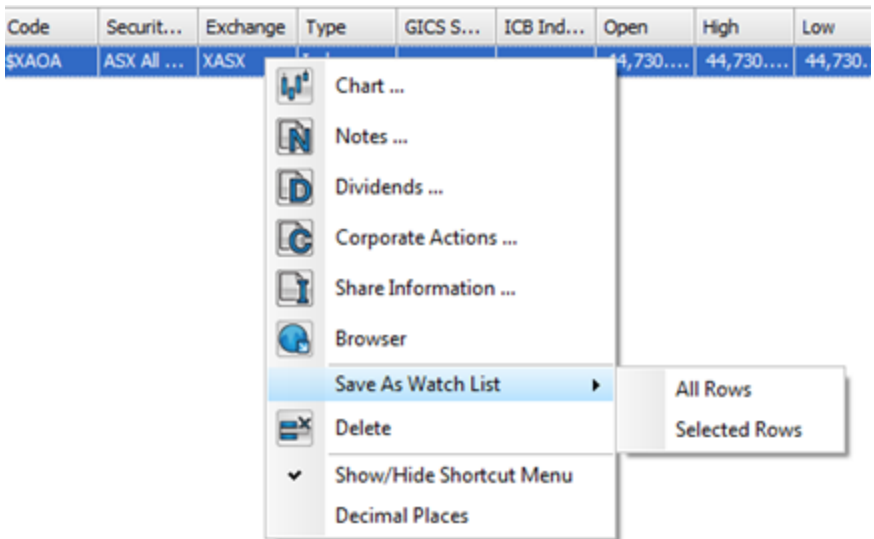 Code Securit... Exchange Type GICS S... ICB Ind... Open High Low
$XAOA ASX All ... XASX 44,730.... 44,730.... 44,730.
Chart ...
Notes ...
Dividends ...
Corporate Actions ...
Share Information ...
Browser
Save As Watch List
All Rows
Delete
Selected Rows
Show/Hide Shortcut Menu
Decimal Places